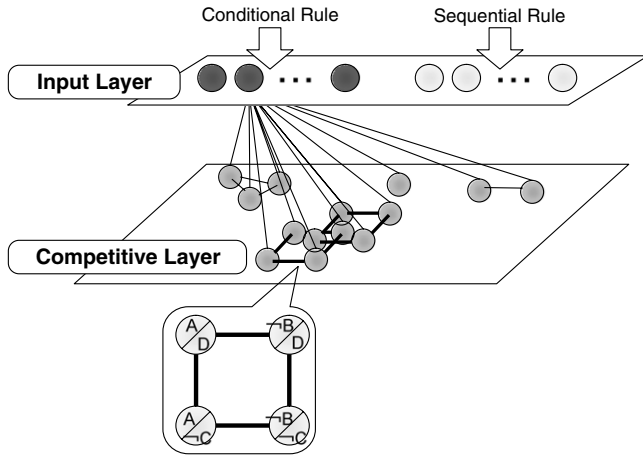 Conditional Rule
Sequential Rule
Input Layer
Competitive Layer
A
D
¬B
D
A
¬C
¬B
¬C